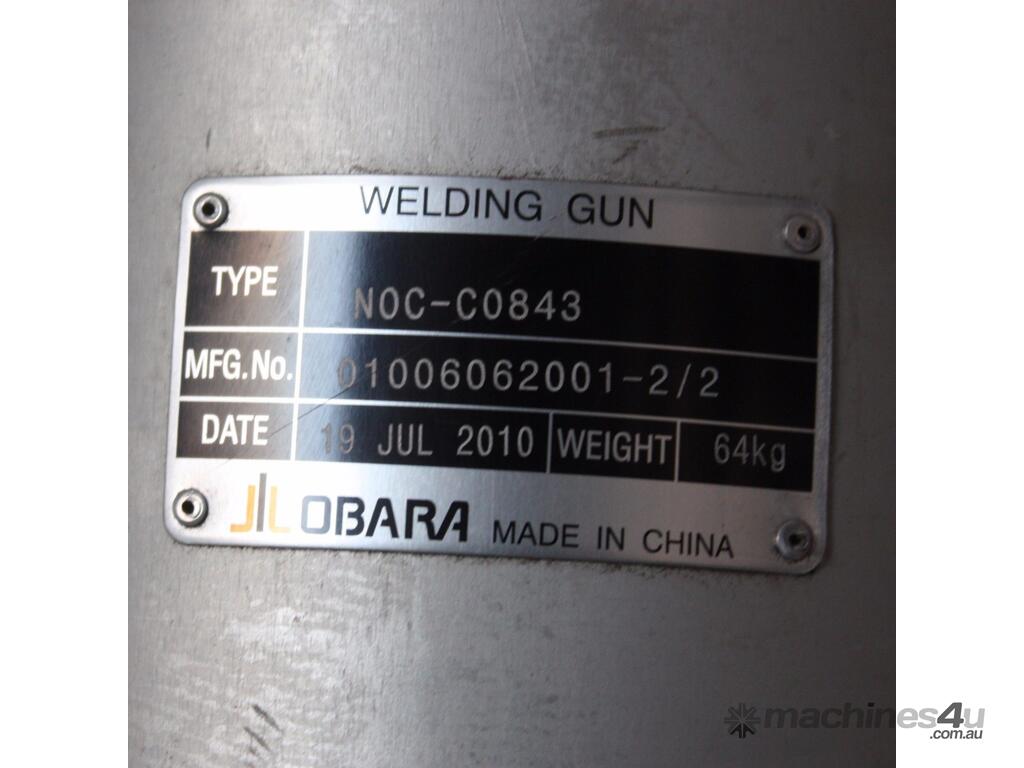 WELDING GUN
TYPE NOC-C0843
MFG.No. 01006062001-2/2
DATE 19 JUL 2010 WEIGHT 64kg
OBARA MADE IN CHINA
machines4u
.com.au